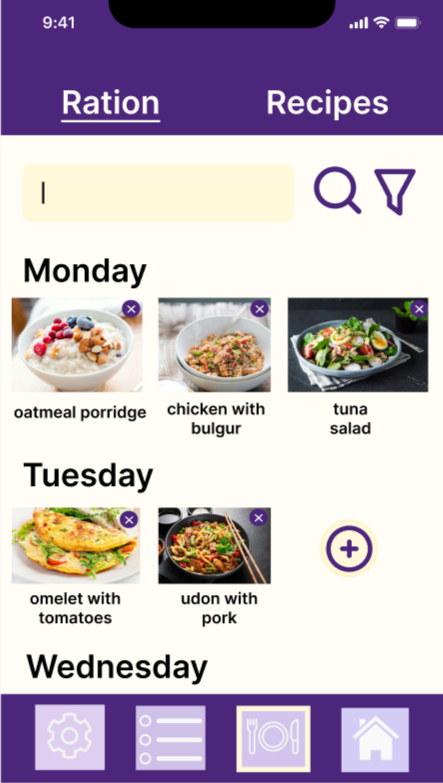 9:41
Ration Recipes
Monday
oatmeal porridge
chicken with
bulgur
tuna
salad
Tuesday
omelet with
tomatoes
udon with
pork
Wednesday